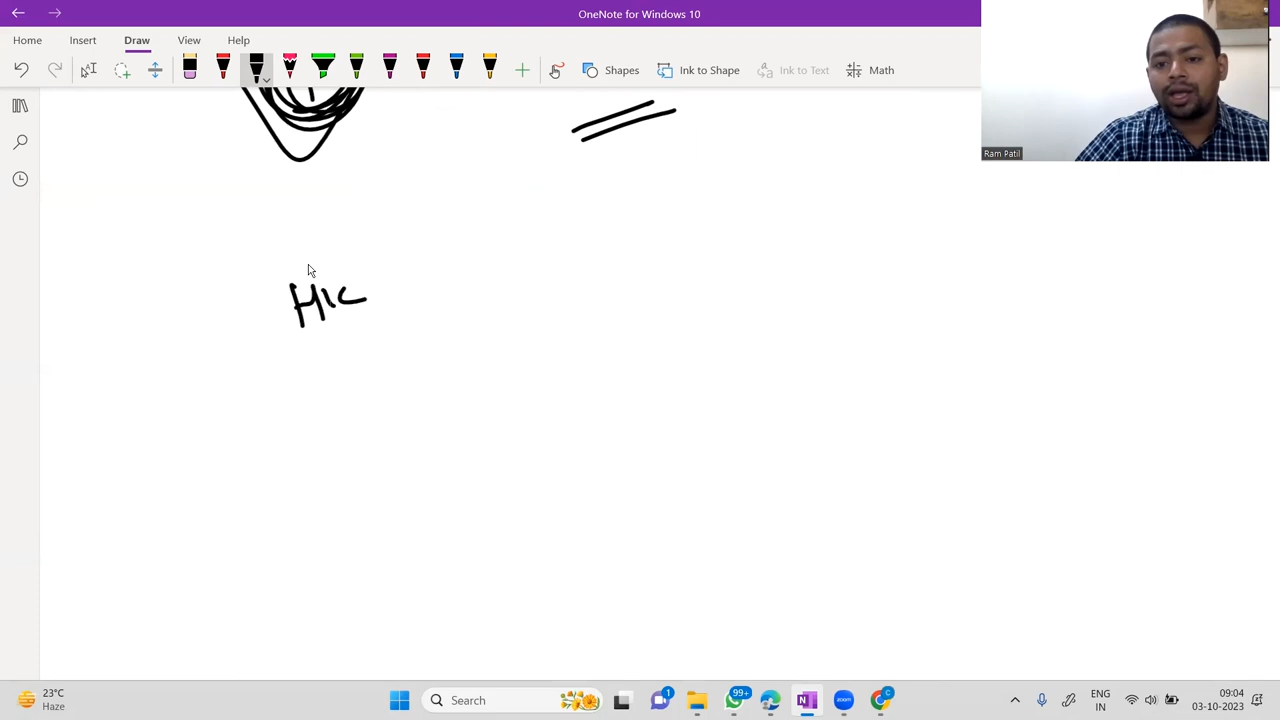 OneNote for Windows 10
Home Insert Draw View Help
Shapes Ink to Shape Ink to Text Math
Ram Patil
HIC
23°C
Haze
Search
1
99+
C
ENG
IN
09:04
03-10-2023